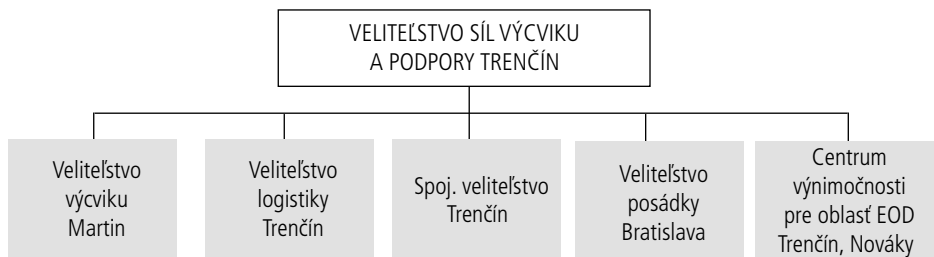 VELITEĽSTVO SÍL VÝCVIKU
A PODPORY TRENČÍN
Veliteľstvo
výcviku
Martin
Veliteľstvo
logistiky
Trenčín
Spoj. veliteľstvo
Trenčín
Veliteľstvo
posádky
Bratislava
Centrum
výnimočnosti
pre oblasť EOD
Trenčín, Nováky